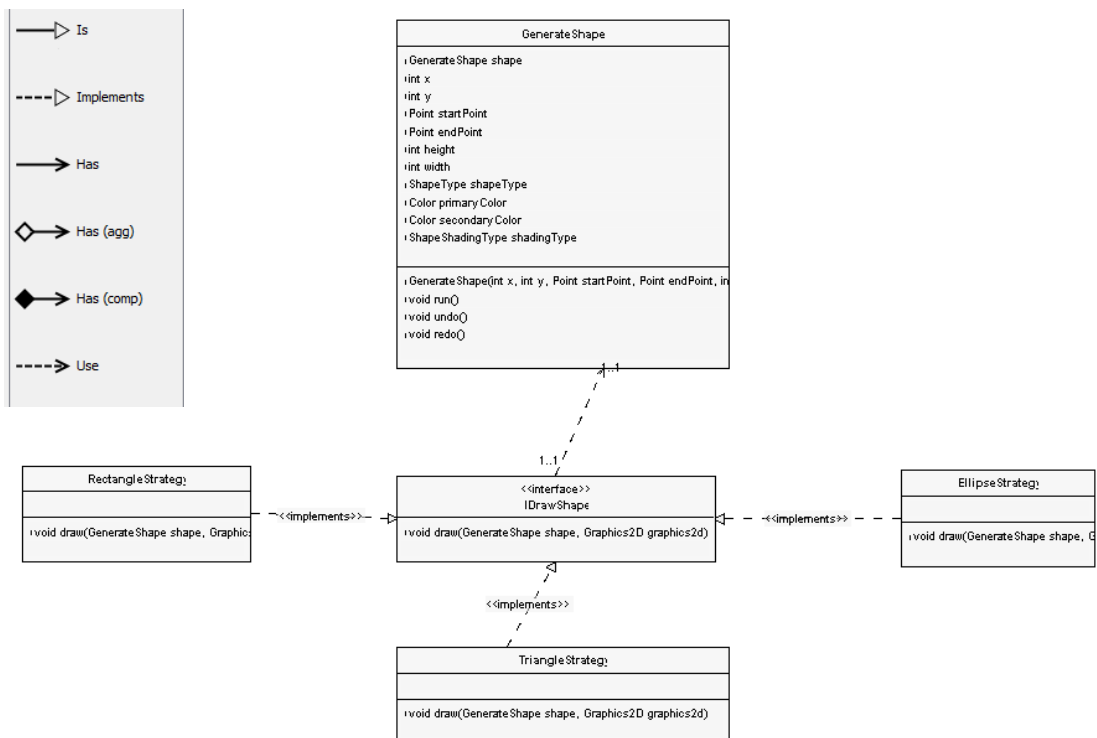 Is
Implements
Has
Has (agg)
Has (comp)
Use
GenerateShape
GenerateShape shape
int x
int y
Point startPoint
Point endPoint
int height
int width
ShapeType shapeType
Color primaryColor
Color secondaryColor
ShapeShadingType shadingType
GenerateShape(int x, int y, Point startPoint, Point endPoint, in
void run()
void undo()
void redo()
1..1
1..1
RectangleStrategy
void draw(GenerateShape shape, Graphics
<<implements>>
<<interface>>
IDrawShape
void draw(GenerateShape shape, Graphics2D graphics2d)
<<implements>>
EllipseStrategy
void draw(GenerateShape shape, G
<<implements>>
TriangleStrategy
void draw(GenerateShape shape, Graphics2D graphics2d)